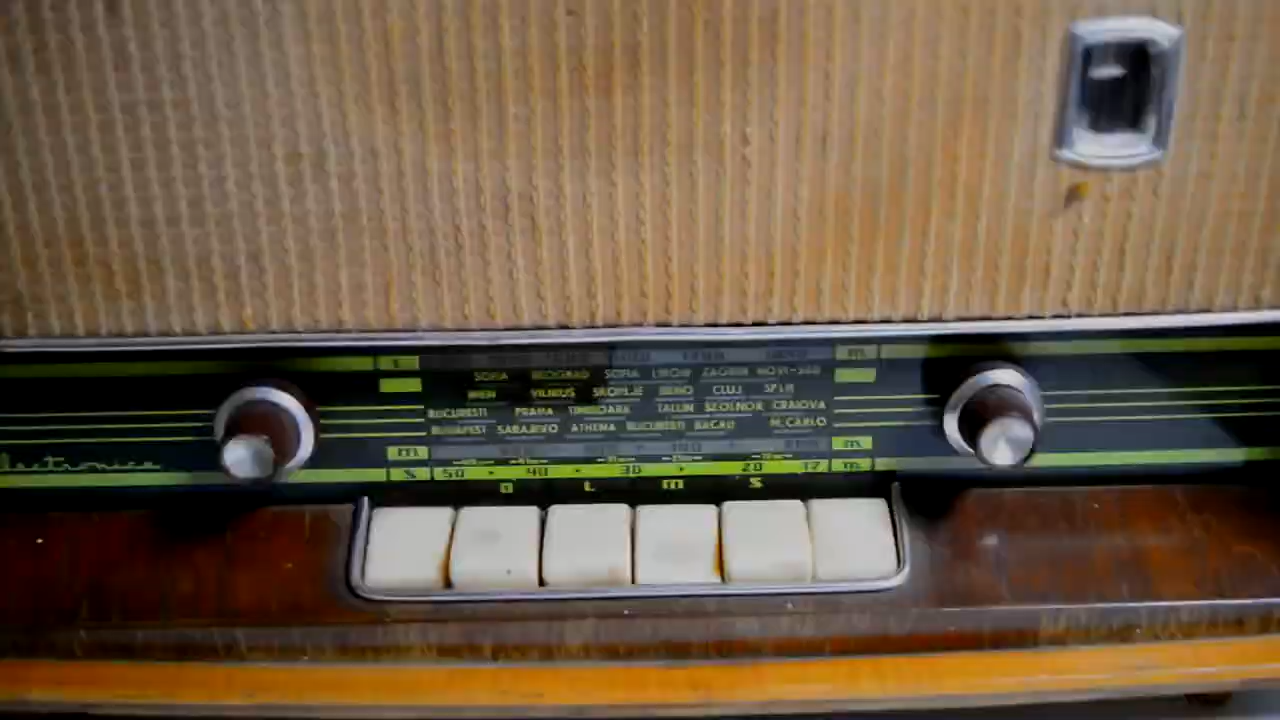 L m
SOFIA BEOGRAD SOFIA LWOW ZAGREB NOVI-SAD
WIEN VILNIUS SKOPLJE BRNO CLUJ SPLIT
BUCURESTI PRAHA TIMISOARA TALLIN SZOLNOK CRAIOVA
BUDAPEST SARAJEVO ATHENA BUCURESTI BACAU M. CARLO
m m
Electronica
S 50 40 30 20 17 m
L m S